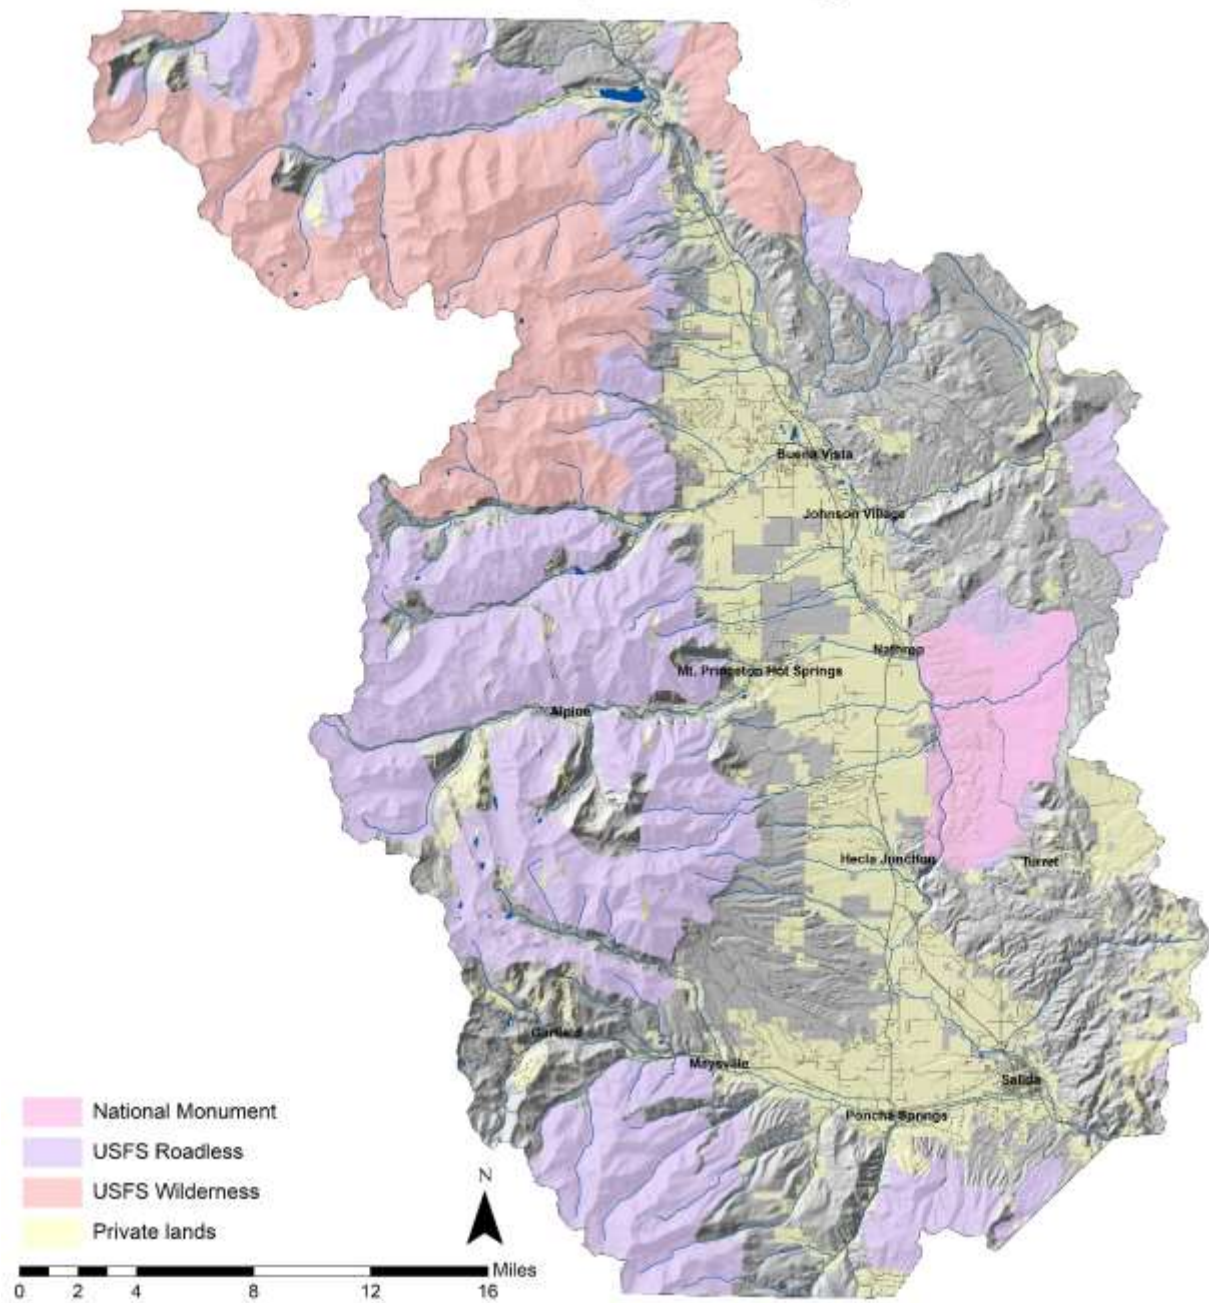 Buena Vista
Johnson Village
Nathrop
Mt. Princeton Hot Springs
Alpine
Hecla Junction
Turret
Garfield
Maysville
Salida
Poncha Springs
National Monument
USFS Roadless
USFS Wilderness
Private lands
N
Miles
0 2 4 8 12 16